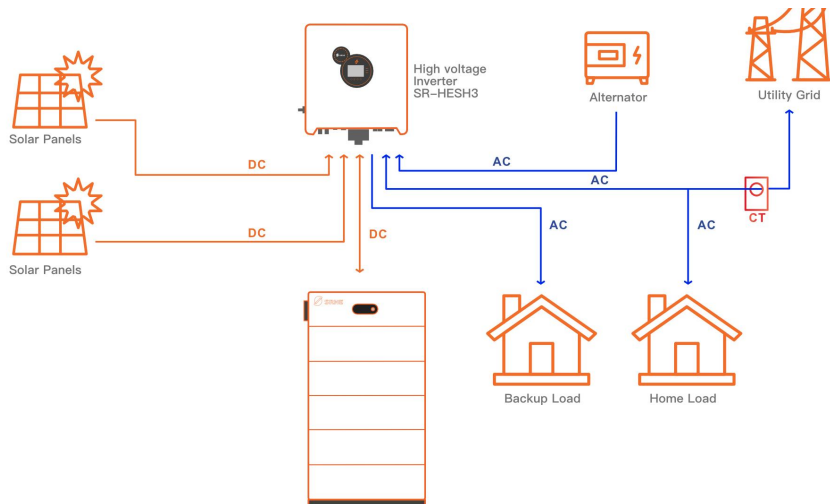 High voltage
Inverter
SR-HESH3
Alternator
Utility Grid
Solar Panels
DC
AC
AC
CT
DC
DC
AC
AC
Solar Panels
Backup Load
Home Load